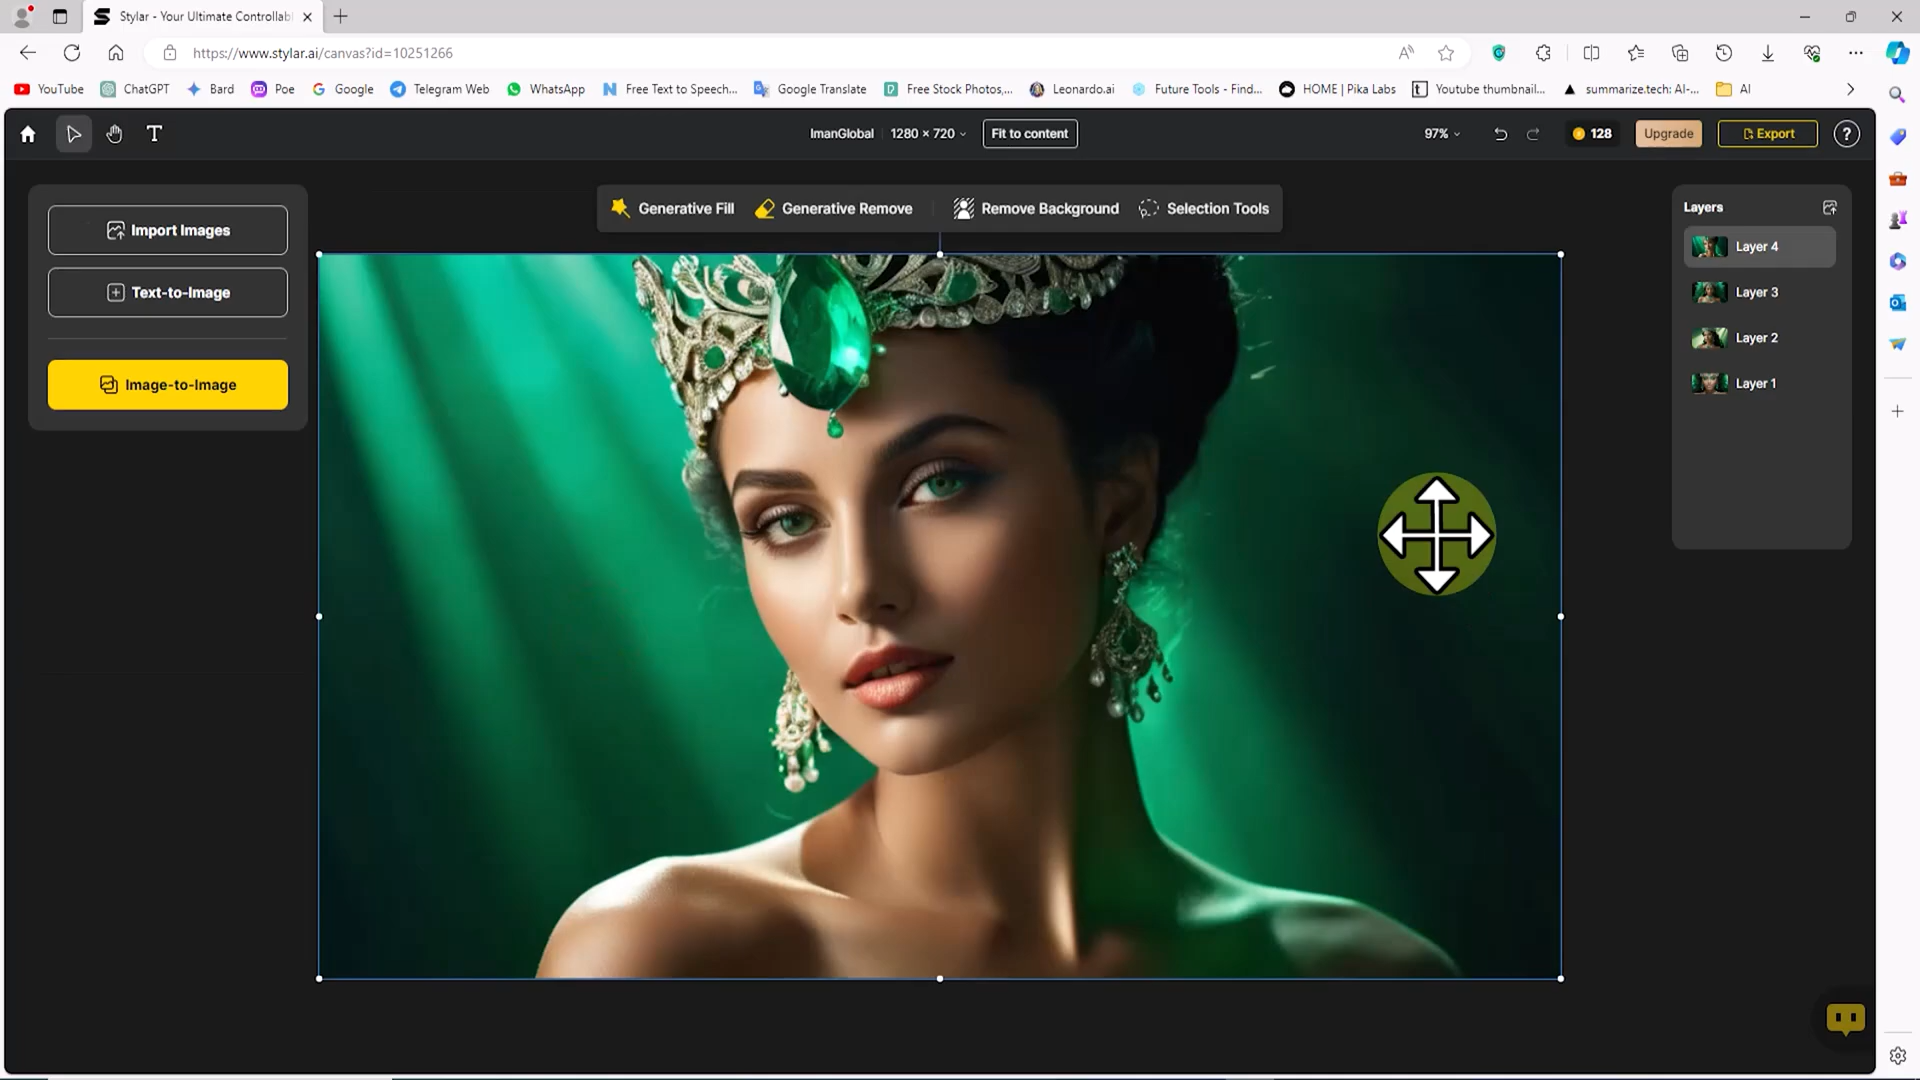 Stylar - Your Ultimate Controllabl
https://www.stylar.ai/canvas?id=10251266
YouTube ChatGPT Bard Poe Google Telegram Web WhatsApp Free Text to Speech... Google Translate Free Stock Photos,... Leonardo.ai Future Tools - Find... HOME | Pika Labs Youtube thumbnail... summarize.tech: AI-... AI
T ImanGlobal 1280 × 720 Fit to content 97% 128 Upgrade Export ?
Import Images
Text-to-Image
Image-to-Image
Generative Fill Generative Remove Remove Background Selection Tools
Layers
Layer 4
Layer 3
Layer 2
Layer 1